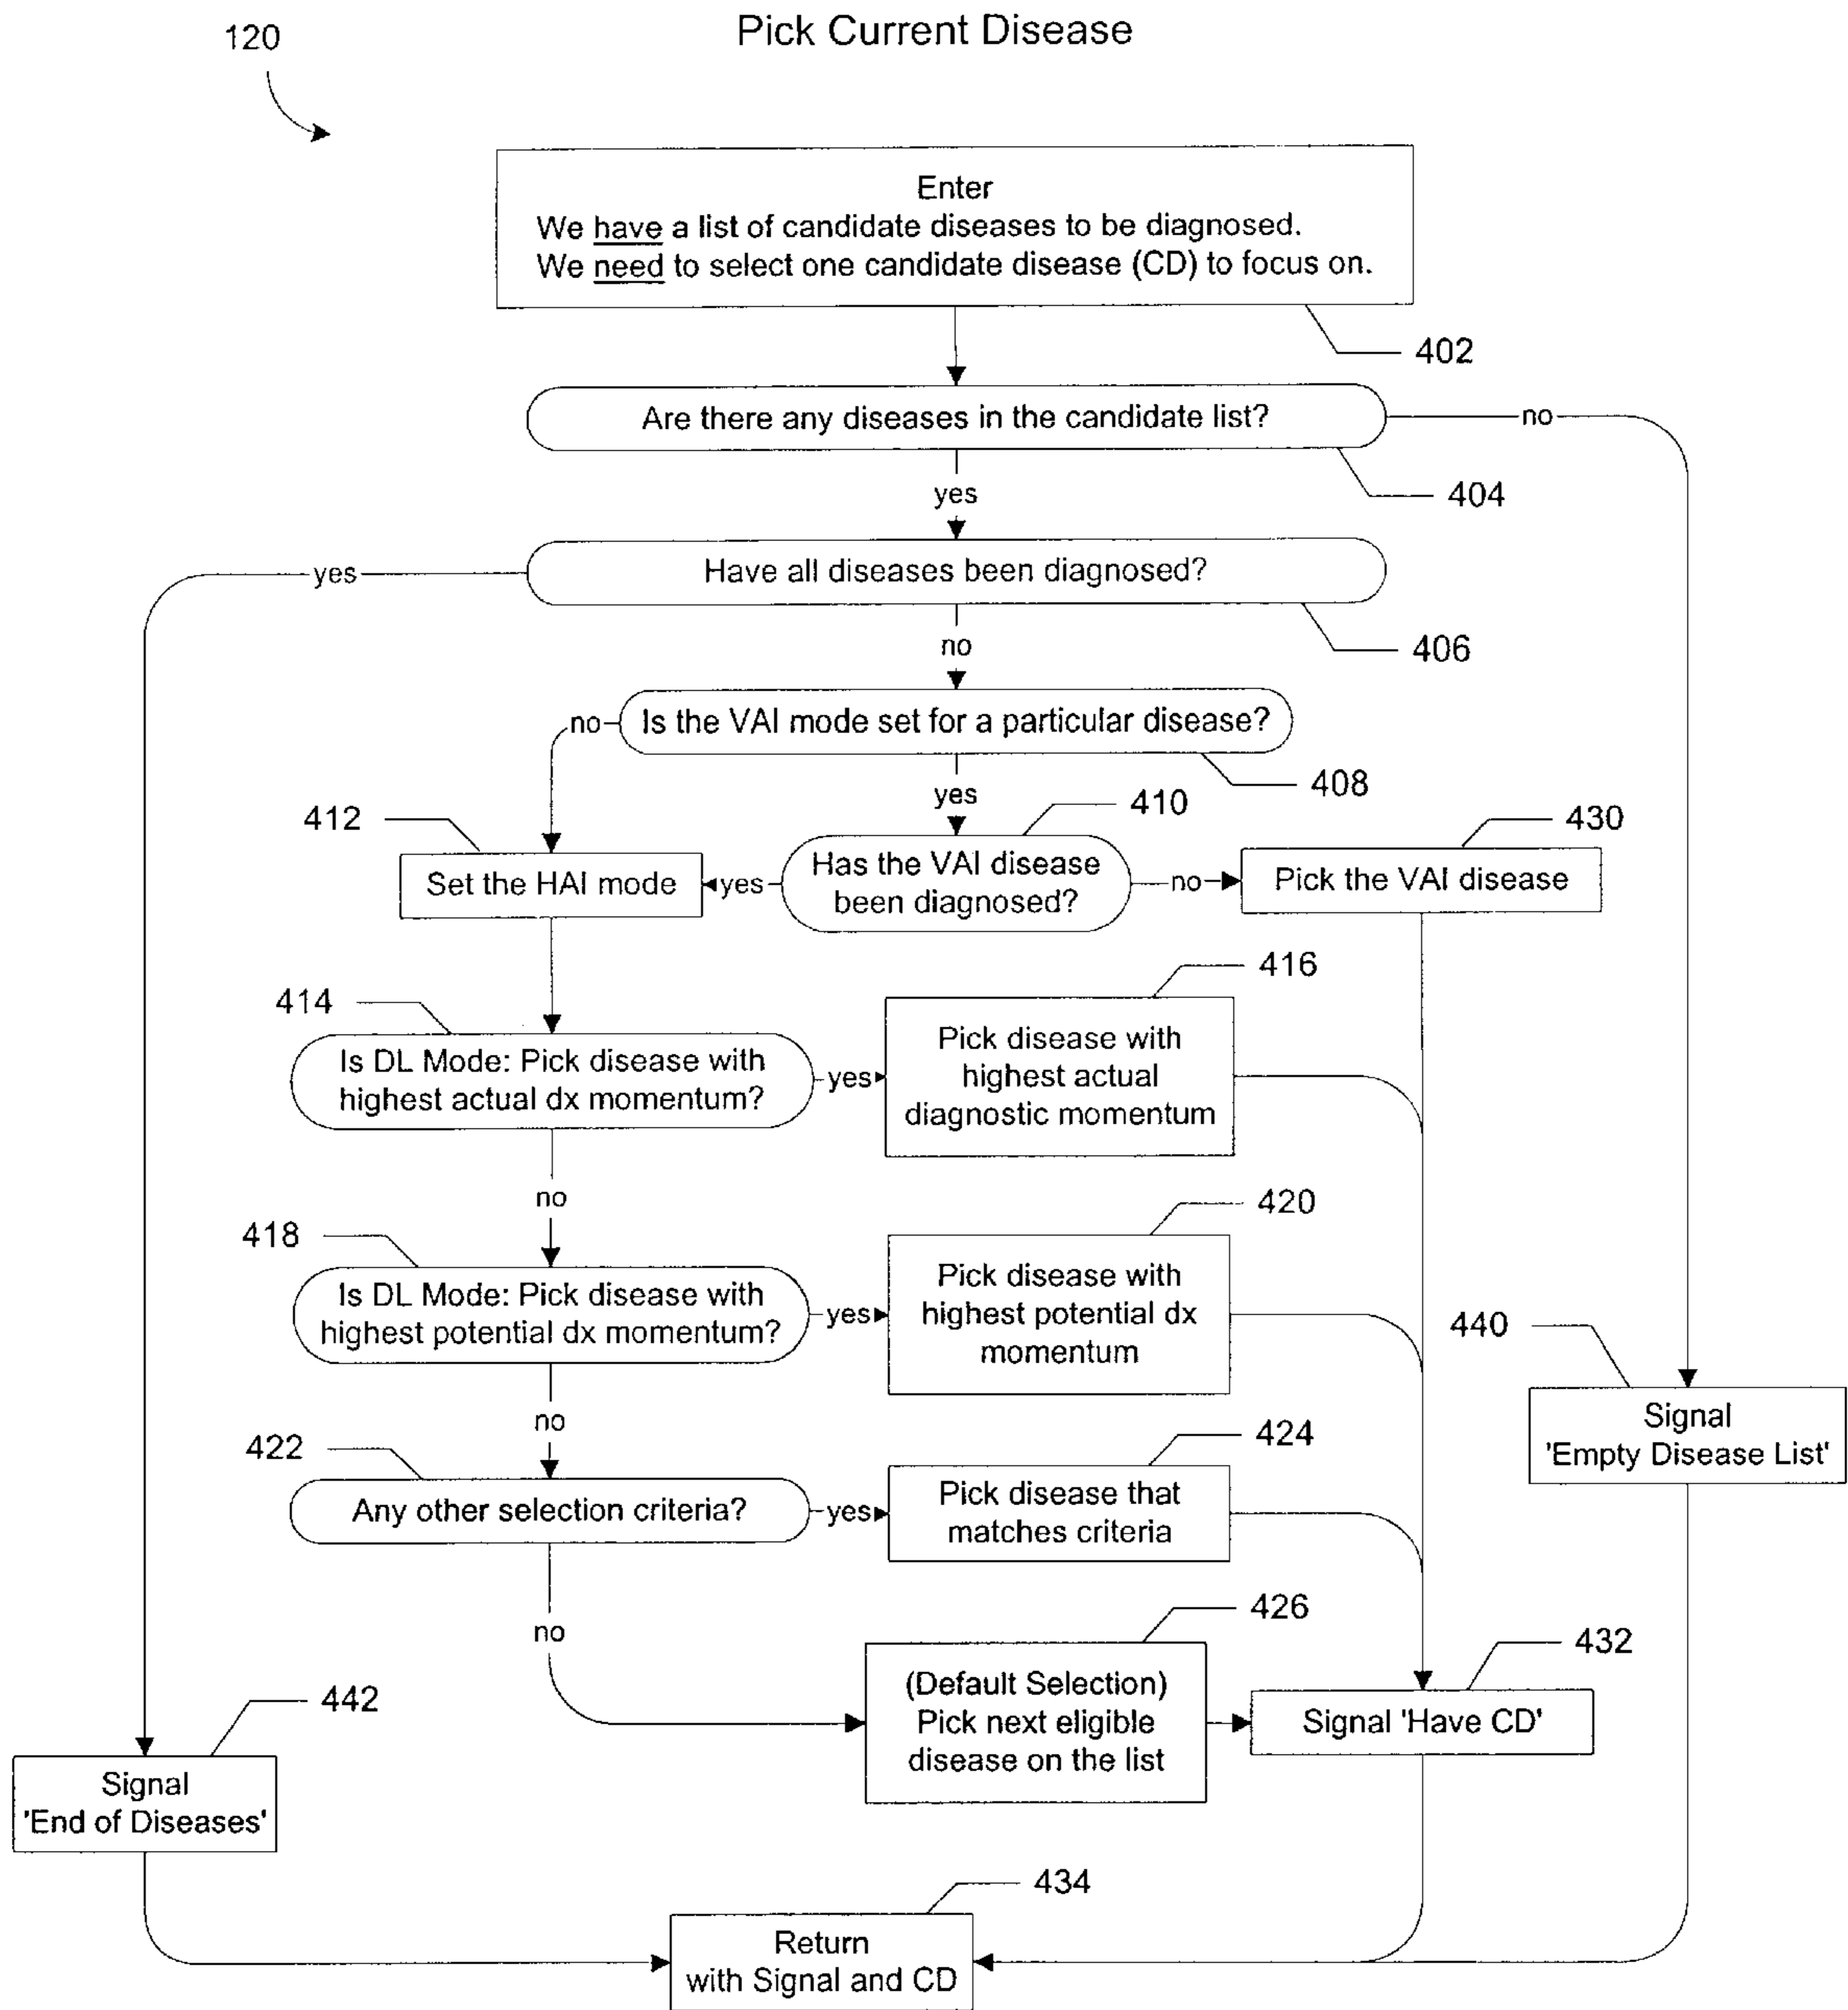 Pick Current Disease
120
Enter
We have a list of candidate diseases to be diagnosed.
We need to select one candidate disease (CD) to focus on.
402
Are there any diseases in the candidate list?
no
404
yes
Have all diseases been diagnosed?
yes
406
no
Is the VAI mode set for a particular disease?
no
408
yes
410
412
430
Set the HAI mode
yes
Has the VAI disease
been diagnosed?
no
Pick the VAI disease
414
416
Is DL Mode: Pick disease with
highest actual dx momentum?
yes
Pick disease with
highest actual
diagnostic momentum
no
418
420
Is DL Mode: Pick disease with
highest potential dx momentum?
yes
Pick disease with
highest potential dx
momentum
440
no
Signal
'Empty Disease List'
422
424
Any other selection criteria?
yes
Pick disease that
matches criteria
no
426
432
(Default Selection)
Pick next eligible
disease on the list
Signal 'Have CD'
442
Signal
'End of Diseases'
434
Return
with Signal and CD